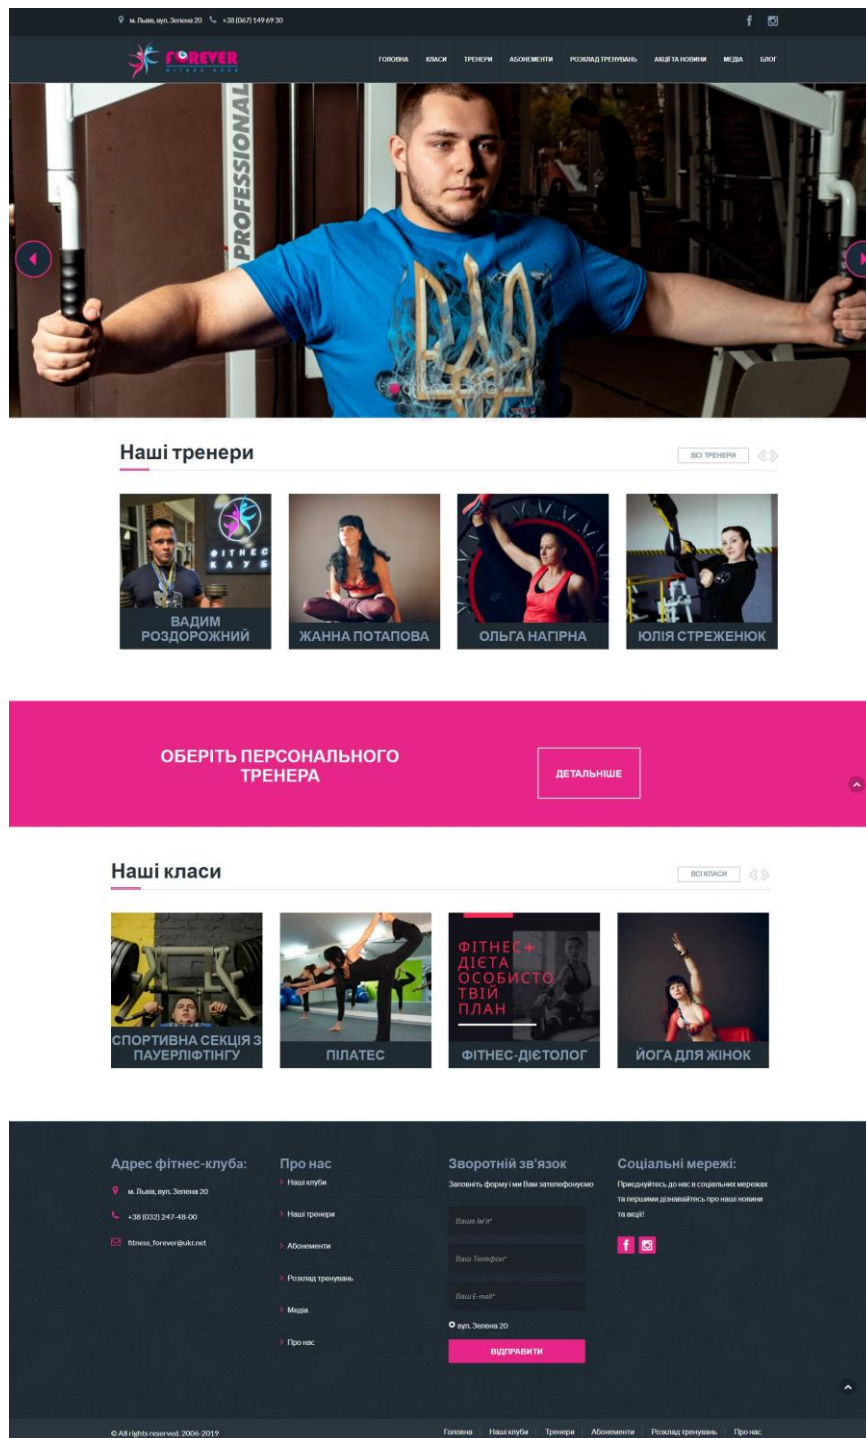 м. Львів, вул. Зелена 20 +38 (067) 149 69 30
FOREVER
ФІТНЕС КЛУБ
ГОЛОВНА КЛАСИ ТРЕНЕРИ АБОНЕМЕНТИ РОЗКЛАД ТРЕНУВАНЬ АКЦІЇ ТА НОВИНИ МЕДІА БЛОГ
PROFESSIONAL
Наші тренери
ВСІ ТРЕНЕРИ
ФІТНЕС
КЛУБ
ВАДИМ
РОЗДОРОЖНИЙ
ЖАННА ПОТАПОВА
ОЛЬГА НАГІРНА
ЮЛІЯ СТРЕЖЕНЮК
ОБЕРІТЬ ПЕРСОНАЛЬНОГО
ТРЕНЕРА
ДЕТАЛЬНІШЕ
Наші класи
ВСІ КЛАСИ
СПОРТИВНА СЕКЦІЯ З
ПАУЕРЛІФТІНГУ
ПІЛАТЕС
ФІТНЕС+
ДІЄТА
ОСОБИСТО
ТВІЙ
ПЛАН
ФІТНЕС-ДІЄТОЛОГ
ЙОГА ДЛЯ ЖІНОК
Адрес фітнес-клуба:
м. Львів, вул. Зелена 20
+38 (032) 247-48-00
fitness_forever@ukr.net
Про нас
Наші клуби
Наші тренери
Абонементи
Розклад тренувань
Медіа
Про нас
Зворотній зв'язок
Заповніть форму і ми Вам зателефонуємо
Ваше Ім'я*
Ваш Телефон*
Ваш E-mail*
вул. Зелена 20
ВІДПРАВИТИ
Соціальні мережі:
Приєднуйтесь до нас в соціальних мережах
та першими дізнавайтесь про наші новини
та акції!
© All rights reserved. 2006-2019
Головна Наші клуби Тренери Абонементи Розклад тренувань Про нас